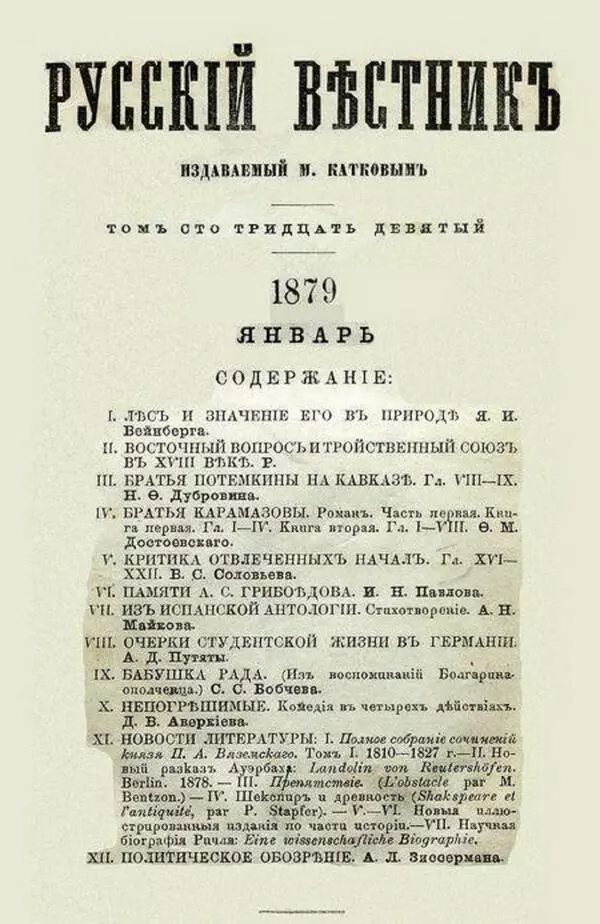 РУССКІЙ ВѢСТНИКЪ
ИЗДАВАЕМЫЙ М. КАТКОВЫМЪ
ТОМЪ СТО ТРИДЦАТЬ ДЕВЯТЫЙ
1879
ЯНВАРЬ
СОДЕРЖАНІЕ:
I. ЛѢСЪ И ЗНАЧЕНІЕ ЕГО ВЪ ПРИРОДѢ Я. И.
Вейнберга.
II. ВОСТОЧНЫЙ ВОПРОСЪ И ТРОЙСТВЕННЫЙ СОЮЗЪ
ВЪ XVIII ВѢКѢ. Р.
III. БРАТЬЯ ПОТЕМКИНЫ НА КАВКАЗѢ. Гл. VIII—IX.
Н. Ѳ. Дубровина.
IV. БРАТЬЯ КАРАМАЗОВЫ. Романъ. Часть первая. Кни-
га первая. Гл. I—IV. Книга вторая. Гл. I—VIII. Ѳ. М.
Достоевскаго.
V. КРИТИКА ОТВЛЕЧЕННЫХЪ НАЧАЛЪ. Гл. XVI—
XXII. В. С. Соловьева.
VI. ПАМЯТИ А. С. ГРИБОѢДОВА. И. Н. Павлова.
VII. ИЗЪ ИСПАНСКОЙ АНТОЛОГІИ. Стихотвореніе. А. Н.
Майкова.
VIII. ОЧЕРКИ СТУДЕНТСКОЙ ЖИЗНИ ВЪ ГЕРМАНІИ.
А. Д. Путяты.
IX. БАБУШКА РАДА. (Изъ воспоминаній Болгарина-
ополченца.) С. С. Бобчева.
X. НЕПОГРѢШИМЫЕ. Комедія въ четырехъ дѣйствіахъ.
Д. В. Аверкіева.
XI. НОВОСТИ ЛИТЕРАТУРЫ: I. Полное собраніе сочиненій
князя П. А. Вяземскаго. Томъ I. 1810—1827 г.—II. Но-
вый разказъ Ауэрбаха: Landolin von Reutershöfen.
Berlin. 1878. — III. Препятствіе. (L'obstacle par M.
Bentzon.) — IV. Шекспиръ и древность (Shakspeare et
l'antiquité, par P. Stapfer). — V.—VI. Новыя иллю-
стрированныя изданія по части исторіи.—VII. Научная
біографія Ричля: Eine wissenschafliche Biographie.
XII. ПОЛИТИЧЕСКОЕ ОБОЗРѢНІЕ. А. Л. Зиссермана.